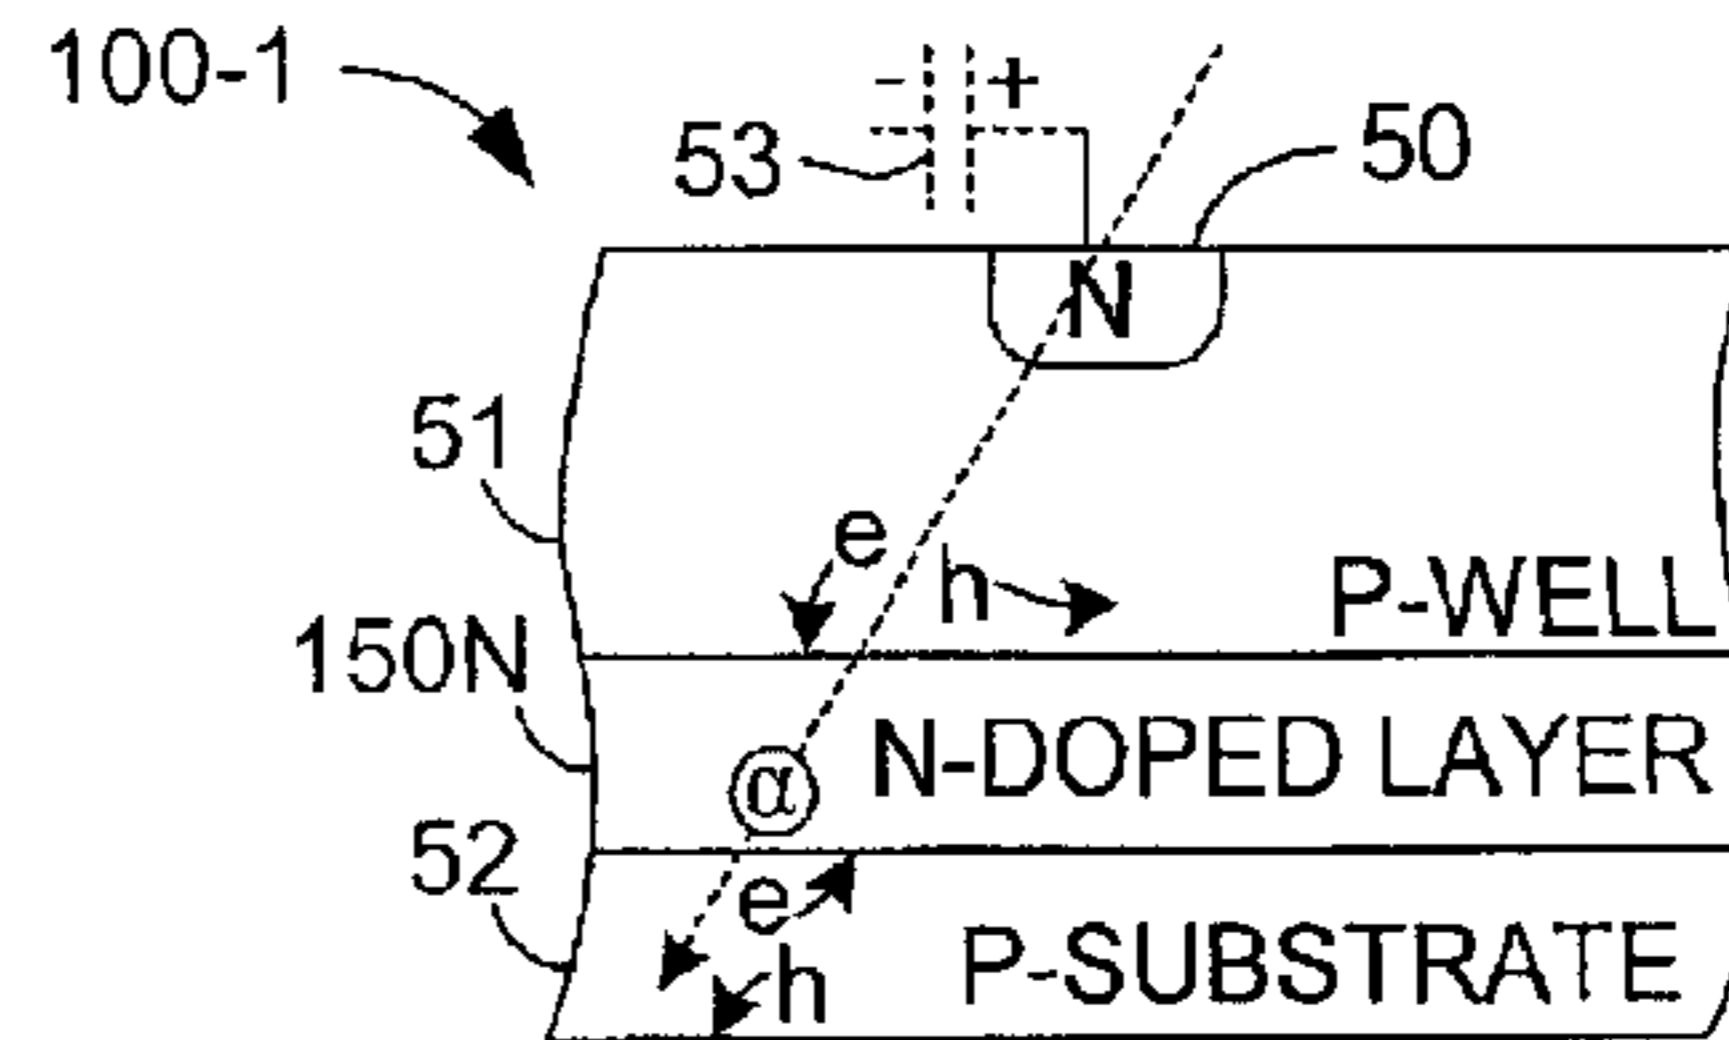 100-1
- +
53
50
N
51
e
h
P-WELL
150N
N-DOPED LAYER
α
52
e
h
P-SUBSTRATE